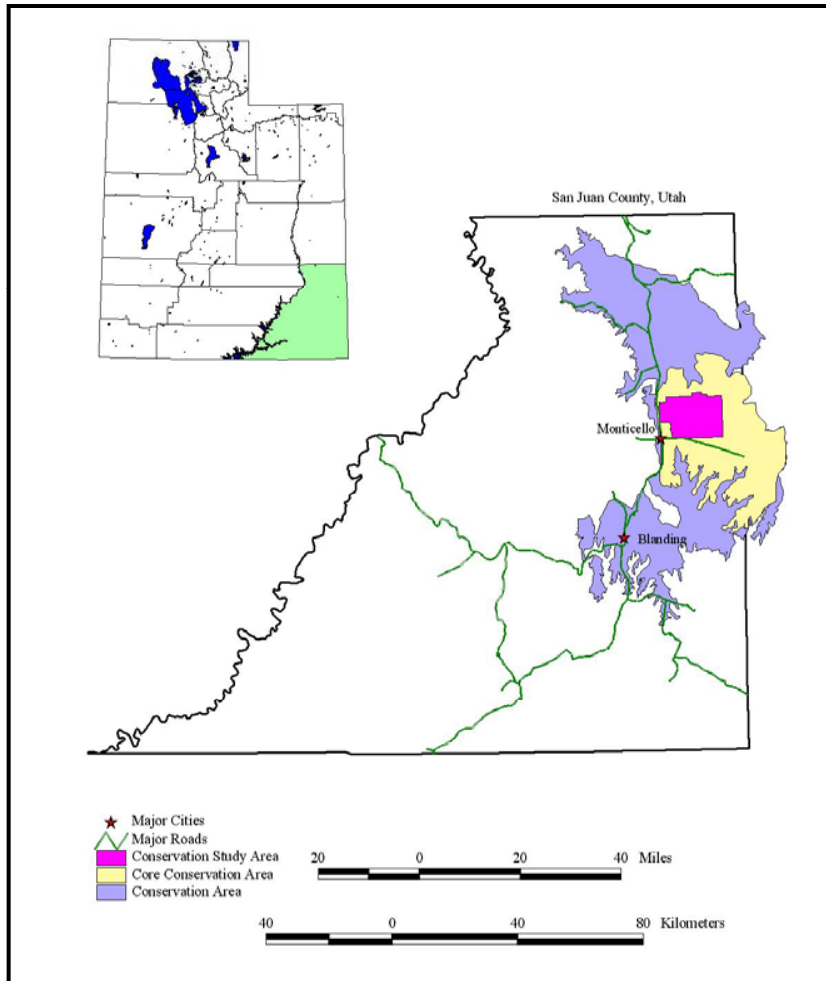 San Juan County, Utah
Monticello
Blanding
Major Cities
Major Roads
Conservation Study Area
Core Conservation Area
Conservation Area
20 0 20 40 Miles
40 0 40 80 Kilometers